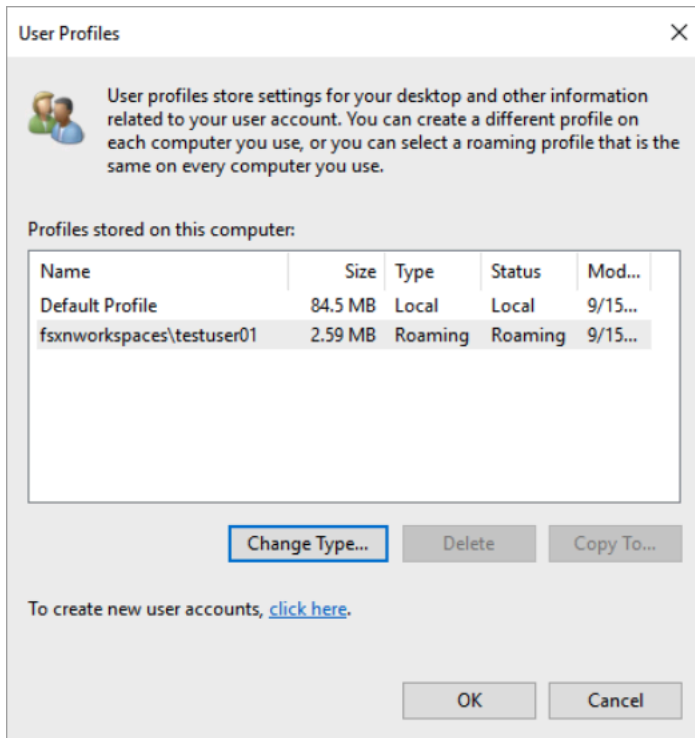 User Profiles
User profiles store settings for your desktop and other information
related to your user account. You can create a different profile on
each computer you use, or you can select a roaming profile that is the
same on every computer you use.
Profiles stored on this computer:
Name Size Type Status Mod...
Default Profile 84.5 MB Local Local 9/15...
fsxnworkspaces\testuser01 2.59 MB Roaming Roaming 9/15...
Change Type... Delete Copy To...
To create new user accounts, click here.
OK Cancel